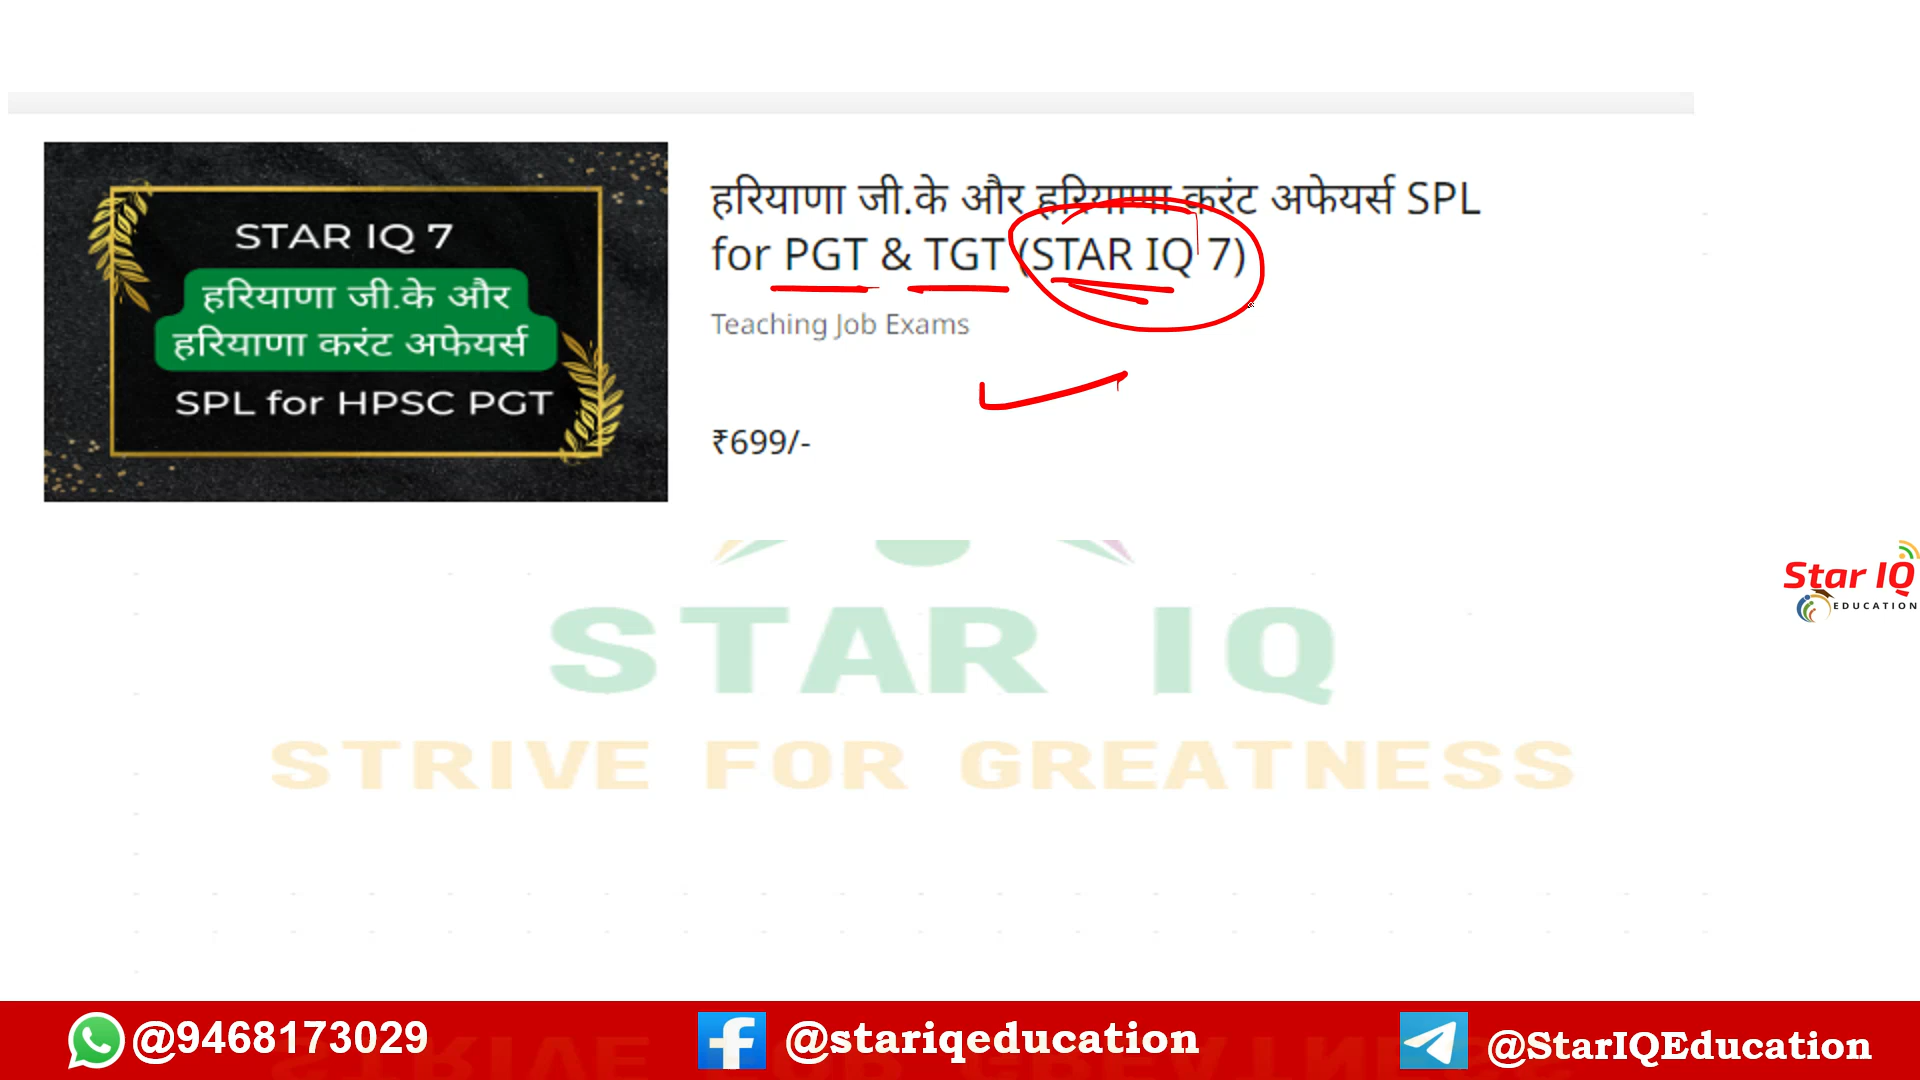 STAR IQ 7
हरियाणा जी.के और
हरियाणा करंट अफेयर्स
SPL for HPSC PGT
हरियाणा जी.के और हरियाणा करंट अफेयर्स SPL
for PGT & TGT (STAR IQ 7)
Teaching Job Exams
₹699/-
Star IQ
EDUCATION
STAR IQ
STRIVE FOR GREATNESS
@9468173029
@stariqeducation
@StarIQEducation